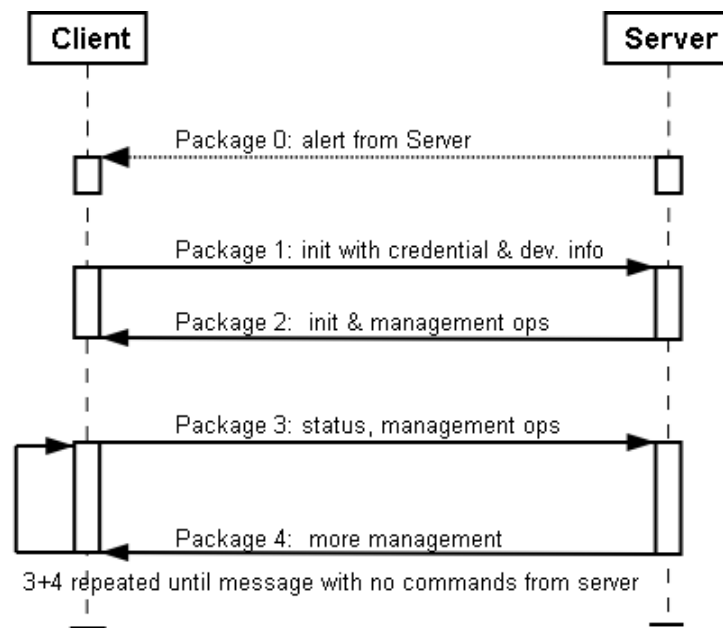 Client Server
Package 0: alert from Server
Package 1: init with credential & dev. info
Package 2: init & management ops
Package 3: status, management ops
Package 4: more management
3+4 repeated until message with no commands from server